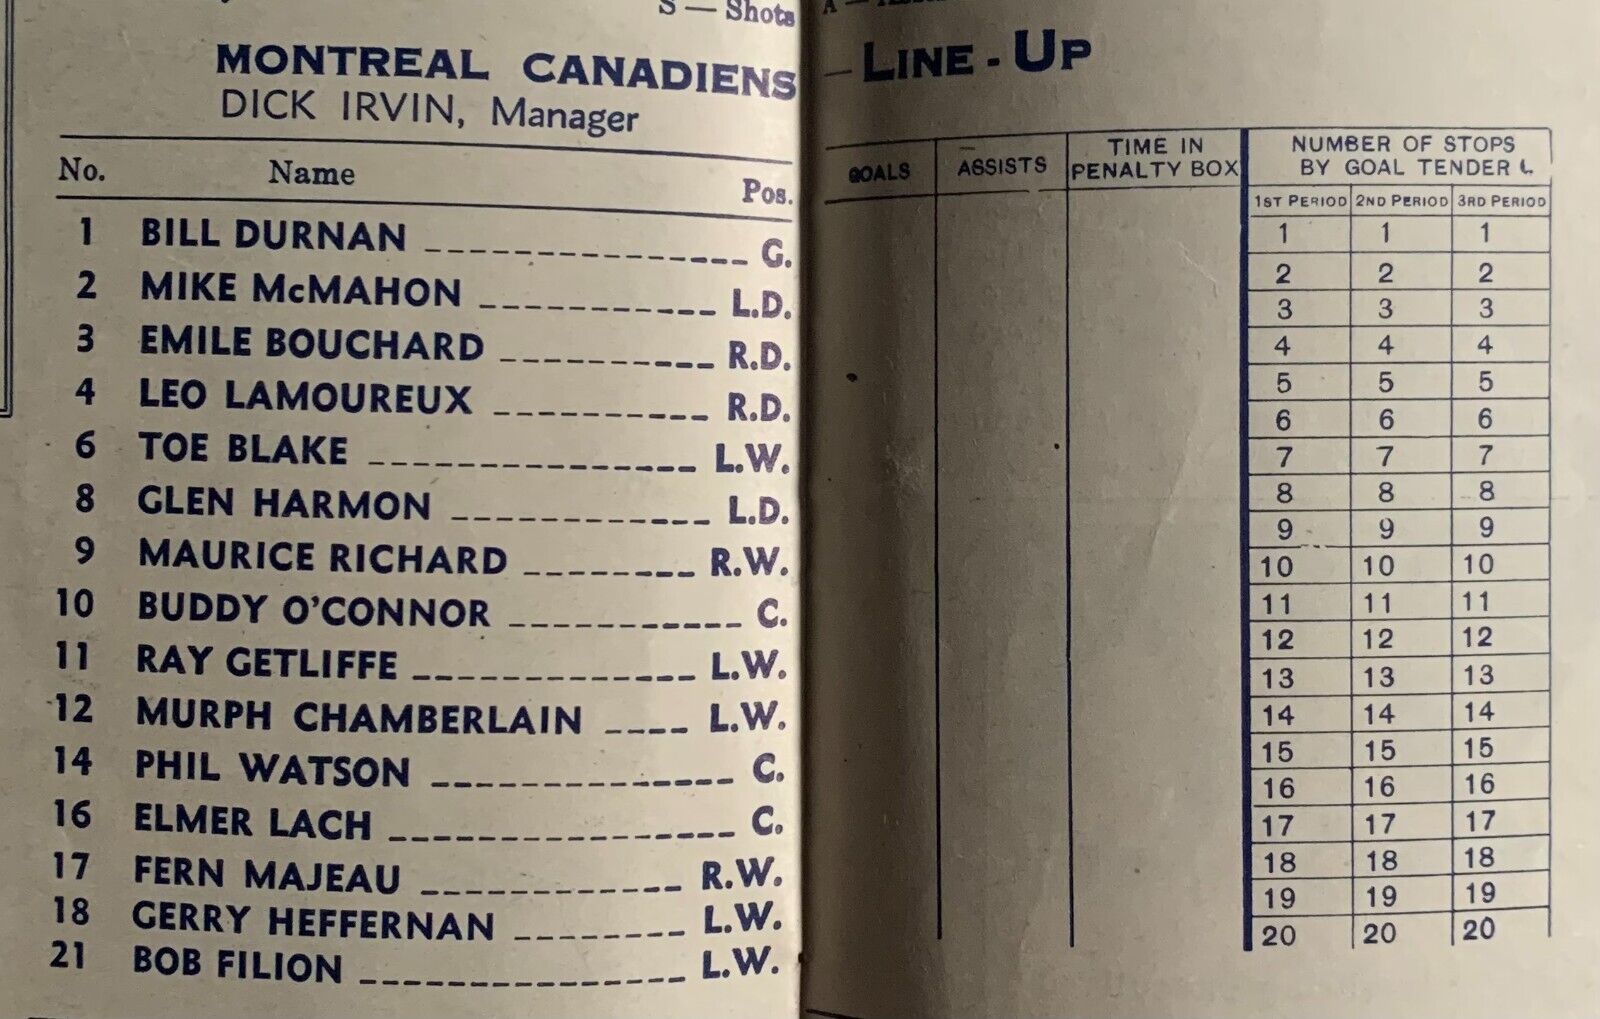 S — Shots
MONTREAL CANADIENS — LINE-UP
DICK IRVIN, Manager
No. Name Pos. GOALS ASSISTS TIME IN PENALTY BOX NUMBER OF STOPS BY GOAL TENDER
1ST PERIOD 2ND PERIOD 3RD PERIOD
1 BILL DURNAN G. 1 1 1
2 MIKE McMAHON L.D. 2 2 2
3 EMILE BOUCHARD R.D. 3 3 3
4 LEO LAMOUREUX R.D. 4 4 4
6 TOE BLAKE L.W. 5 5 5
8 GLEN HARMON L.D. 6 6 6
9 MAURICE RICHARD R.W. 7 7 7
10 BUDDY O'CONNOR C. 8 8 8
11 RAY GETLIFFE L.W. 9 9 9
12 MURPH CHAMBERLAIN L.W. 10 10 10
14 PHIL WATSON C. 11 11 11
16 ELMER LACH C. 12 12 12
17 FERN MAJEAU R.W. 13 13 13
18 GERRY HEFFERNAN L.W. 14 14 14
21 BOB FILION L.W. 15 15 15
16 16 16
17 17 17
18 18 18
19 19 19
20 20 20